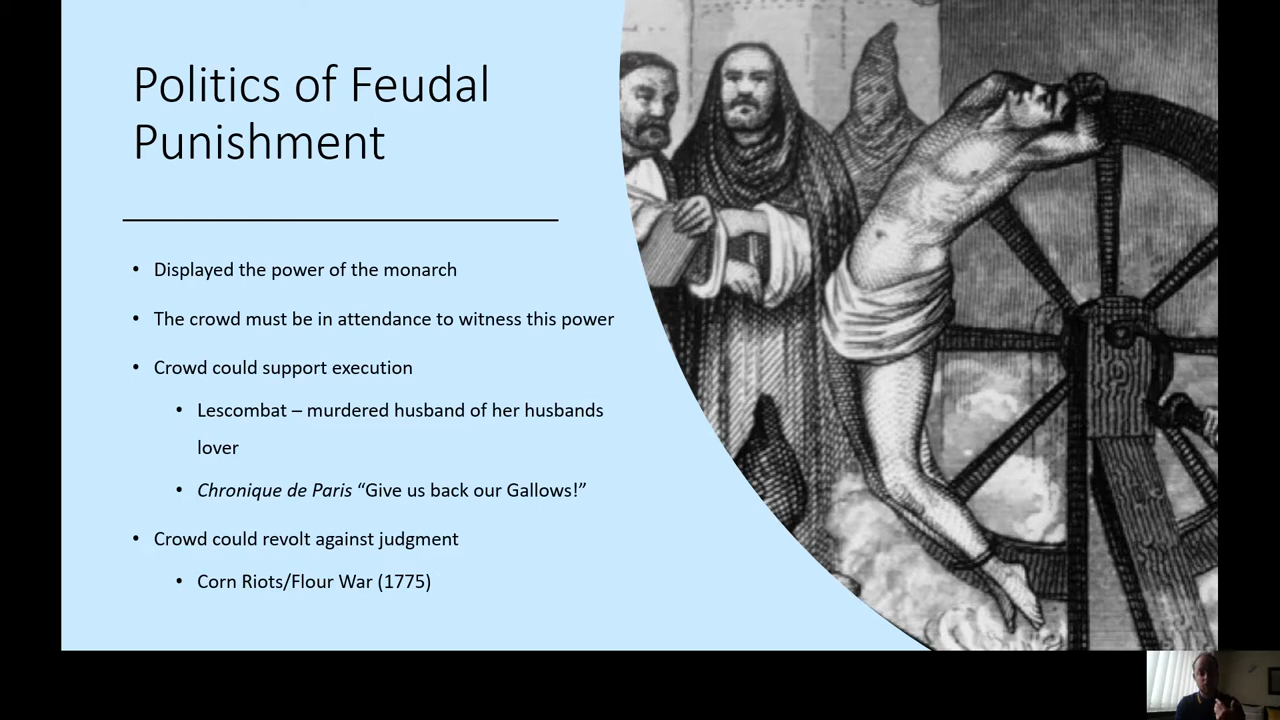 Politics of Feudal
Punishment
• Displayed the power of the monarch
• The crowd must be in attendance to witness this power
• Crowd could support execution
• Lescombat – murdered husband of her husbands
lover
• Chronique de Paris “Give us back our Gallows!”
• Crowd could revolt against judgment
• Corn Riots/Flour War (1775)